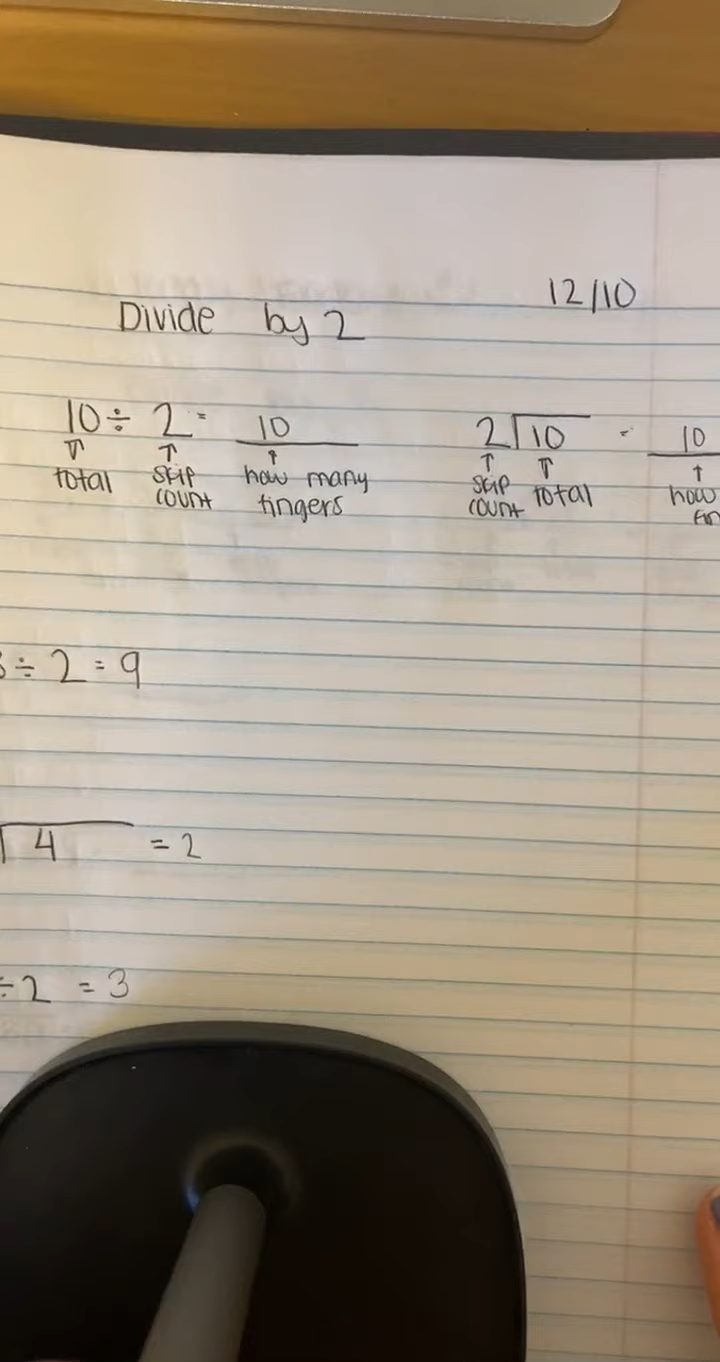 12/10
Divide by 2
10 ÷ 2 = 10
total skip count how many fingers
2⟌10 = 10
skip count total how
÷ 2 = 9
4 = 2
÷2 = 3